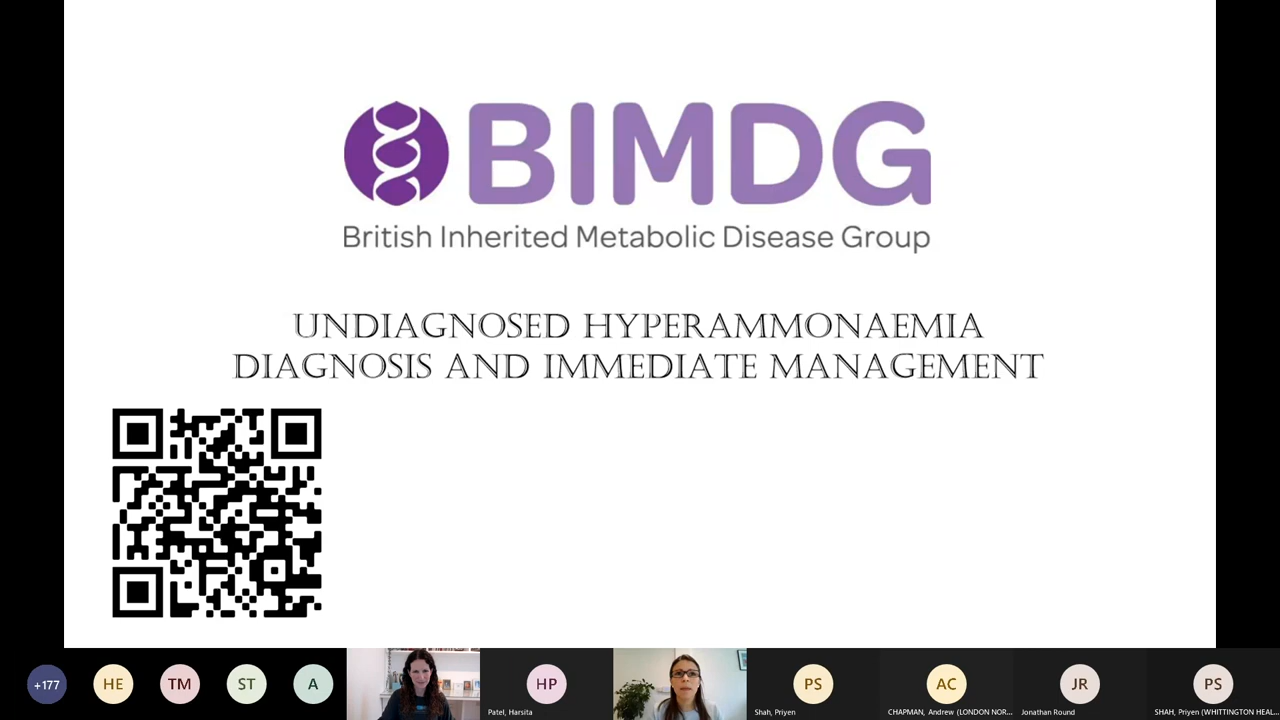 BIMDG
British Inherited Metabolic Disease Group
UNDIAGNOSED HYPERAMMONAEMIA
DIAGNOSIS AND IMMEDIATE MANAGEMENT
+177
HE
TM
ST
A
HP
Patel, Harsita
PS
Shah, Priyen
AC
CHAPMAN, Andrew (LONDON NOR...
JR
Jonathan Round
PS
SHAH, Priyen (WHITTINGTON HEAL...